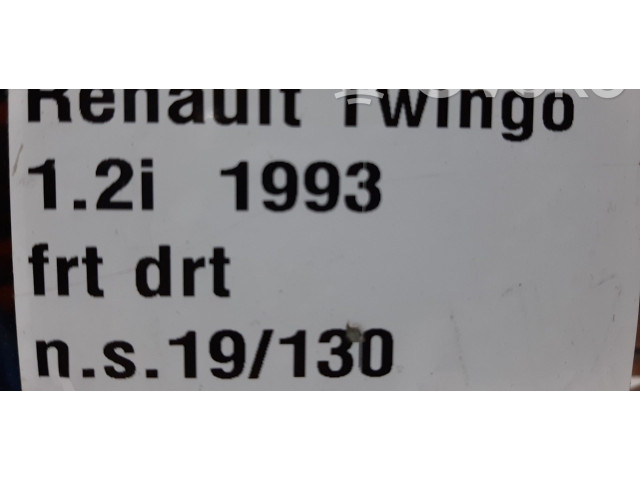 Renault Twingo
1.2i 1993
frt drt
n.s.19/130